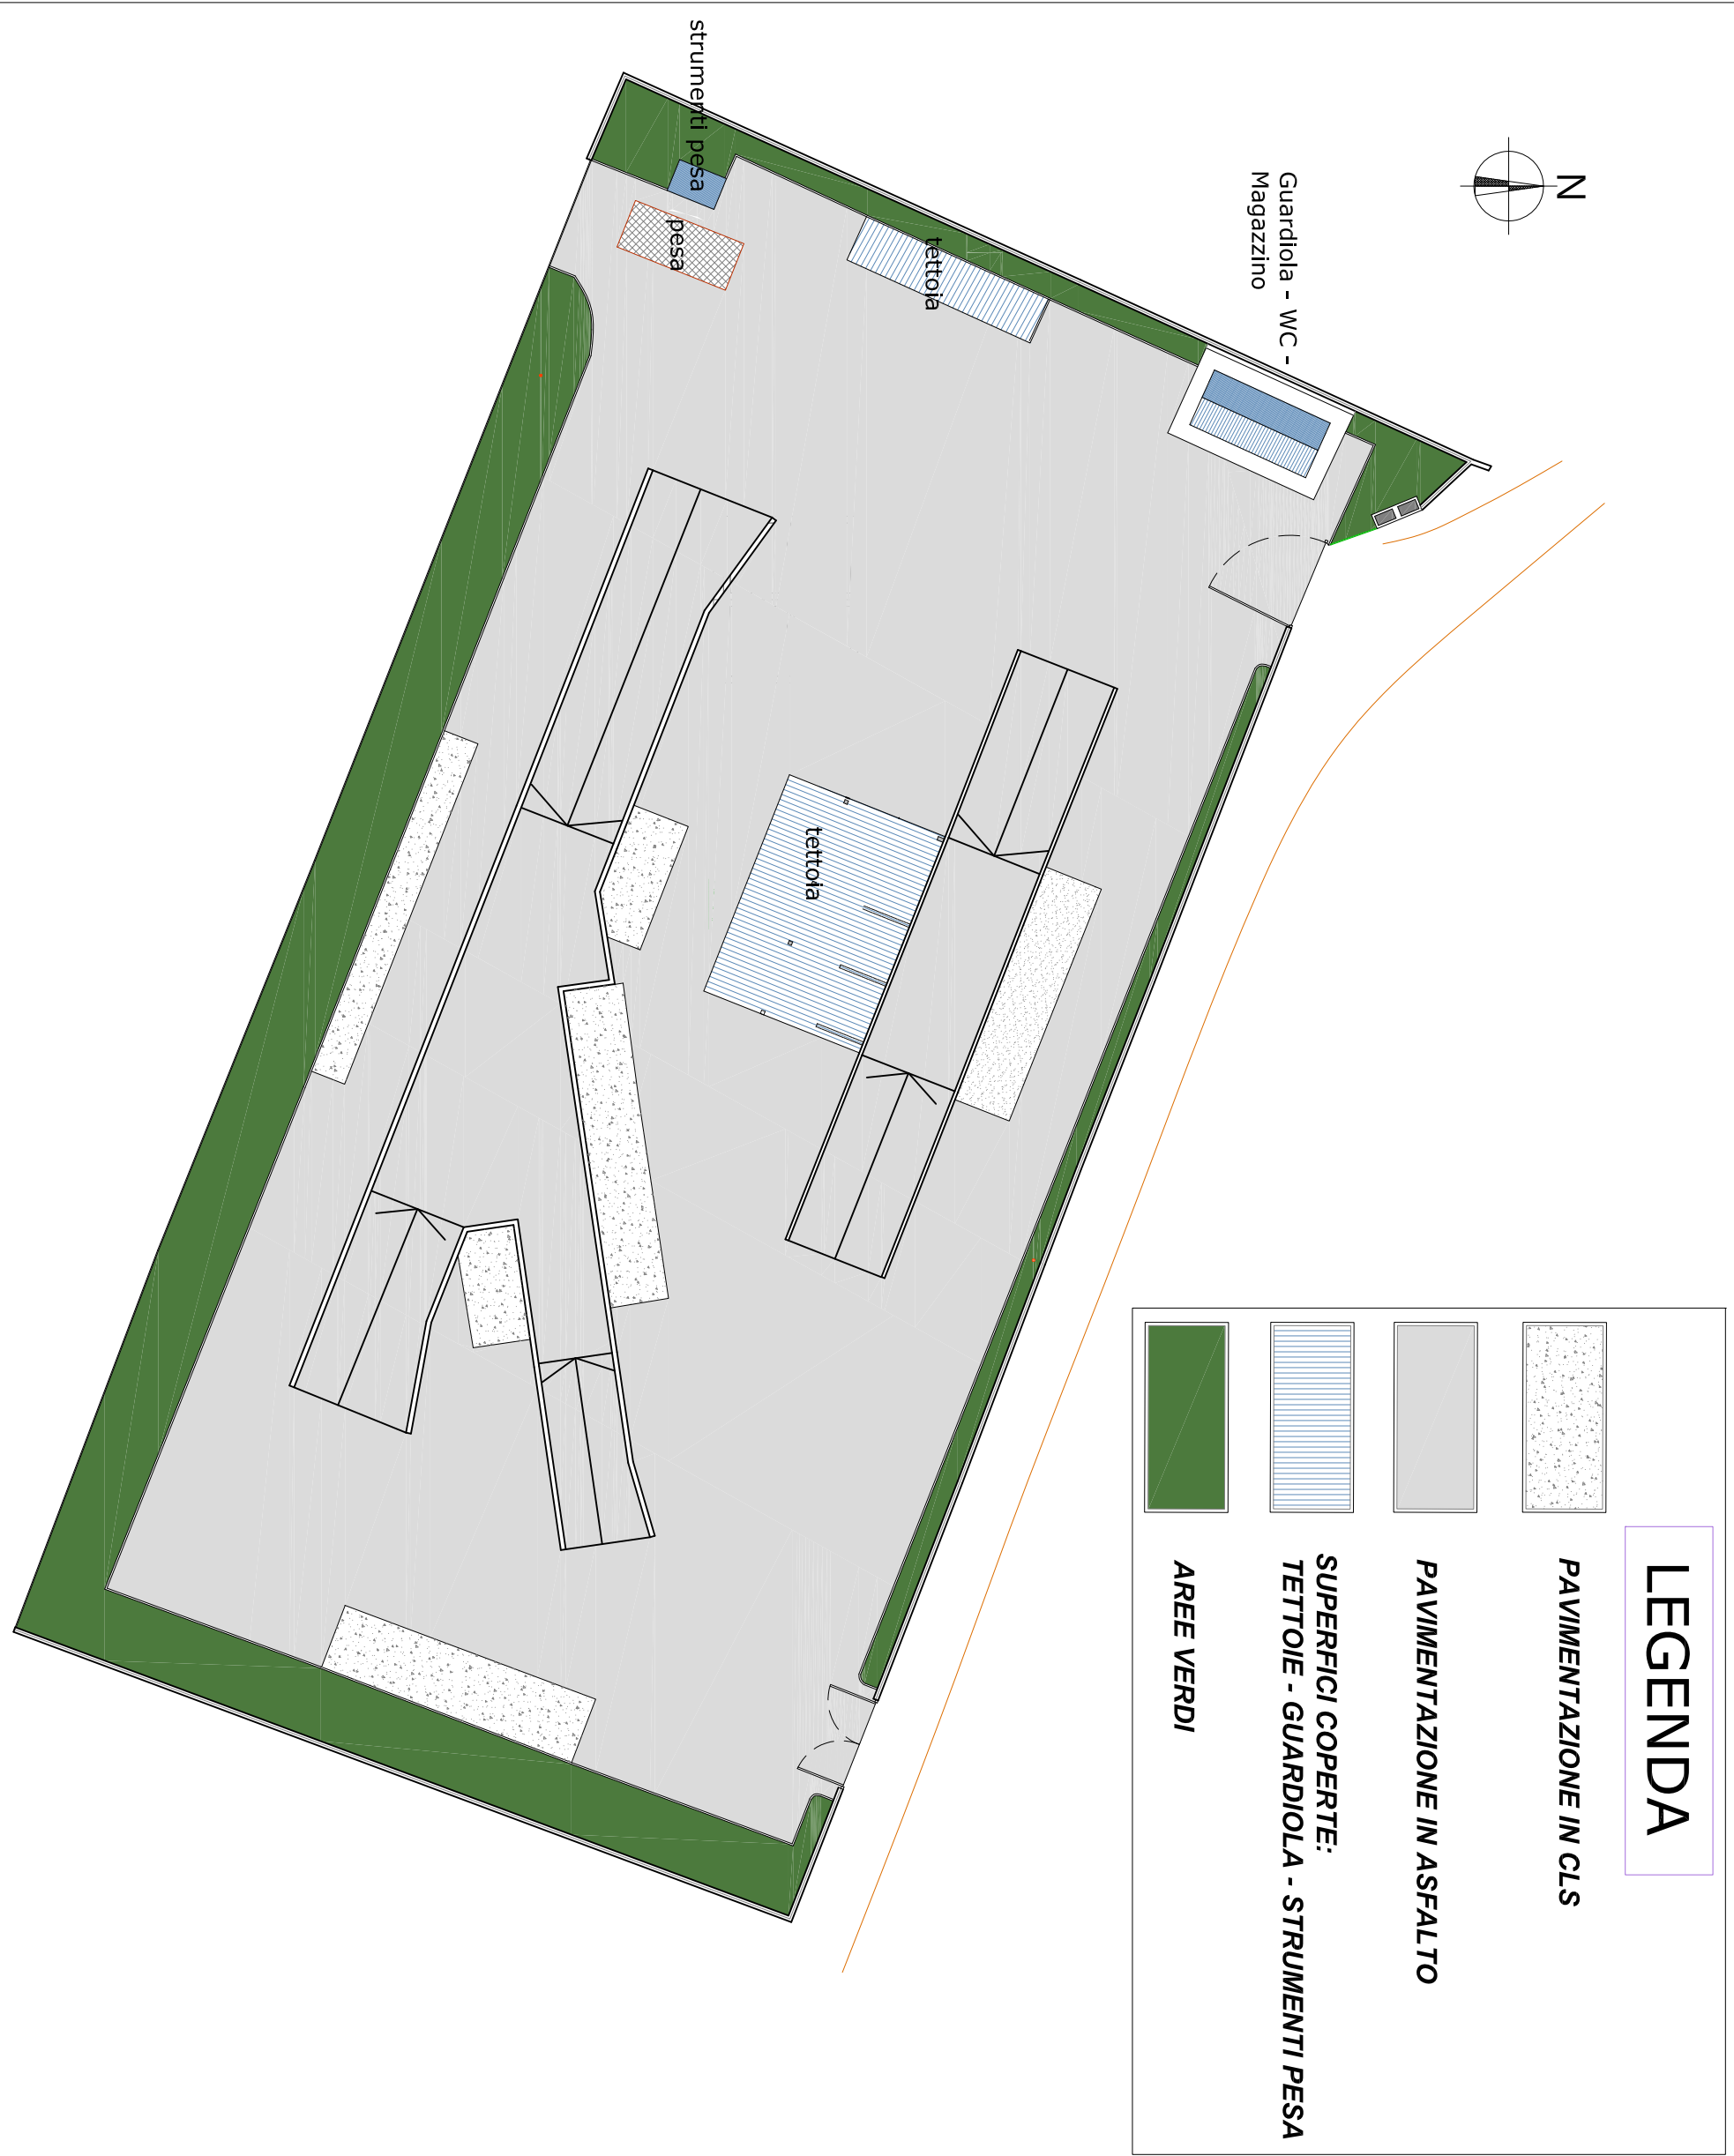 N
Guardiola - WC -
Magazzino
tettoia
strumenti pesa
pesa
tettoia
LEGENDA
PAVIMENTAZIONE IN CLS
PAVIMENTAZIONE IN ASFALTO
SUPERFICI COPERTE:
TETTOIE - GUARDIOLA - STRUMENTI PESA
AREE VERDI